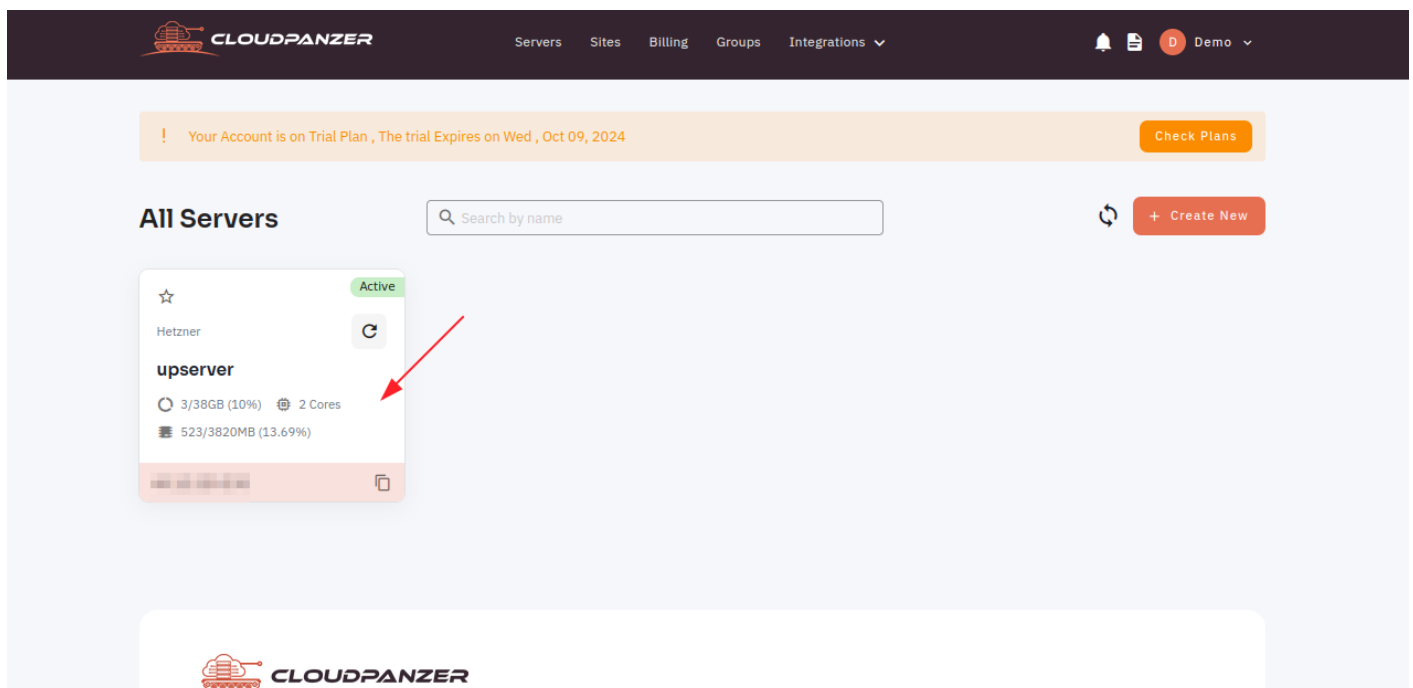 CLOUDPANZER
Servers Sites Billing Groups Integrations
D Demo
! Your Account is on Trial Plan , The trial Expires on Wed , Oct 09, 2024
Check Plans
All Servers
Search by name
+ Create New
Active
Hetzner
upserver
3/38GB (10%) 2 Cores
523/3820MB (13.69%)
CLOUDPANZER